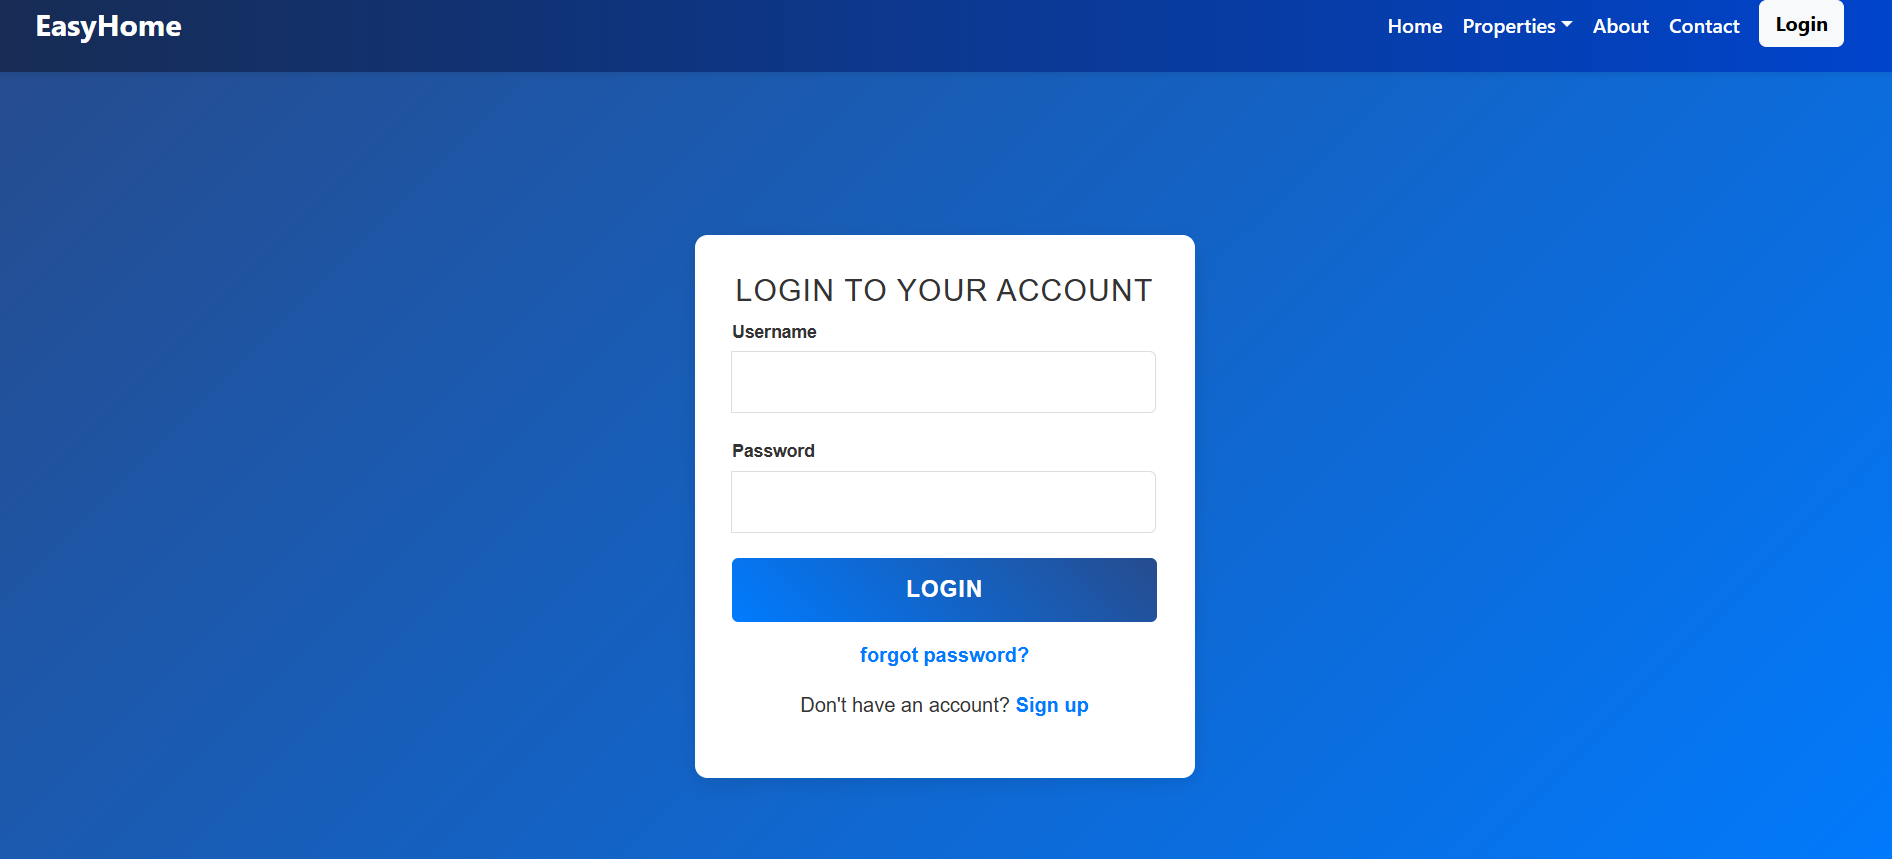 EasyHome Home Properties About Contact Login
LOGIN TO YOUR ACCOUNT
Username
Password
LOGIN
forgot password?
Don't have an account? Sign up